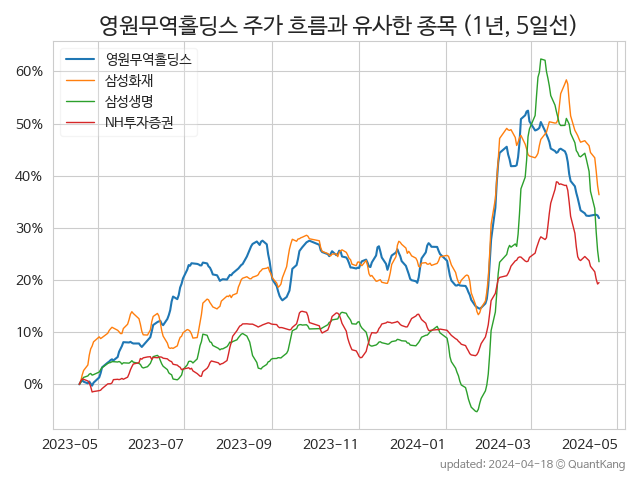 영원무역홀딩스 주가 흐름과 유사한 종목 (1년, 5일선)
영원무역홀딩스
삼성화재
삼성생명
NH투자증권
60%
50%
40%
30%
20%
10%
0%
2023-05 2023-07 2023-09 2023-11 2024-01 2024-03 2024-05
updated: 2024-04-18 © QuantKang